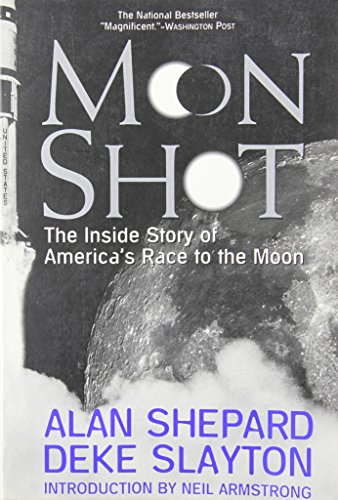 The National Bestseller
"Magnificent."–WASHINGTON POST
MOON
SHOT
UNITED STATES
The Inside Story of
America's Race to the Moon
ALAN SHEPARD
DEKE SLAYTON
INTRODUCTION BY NEIL ARMSTRONG